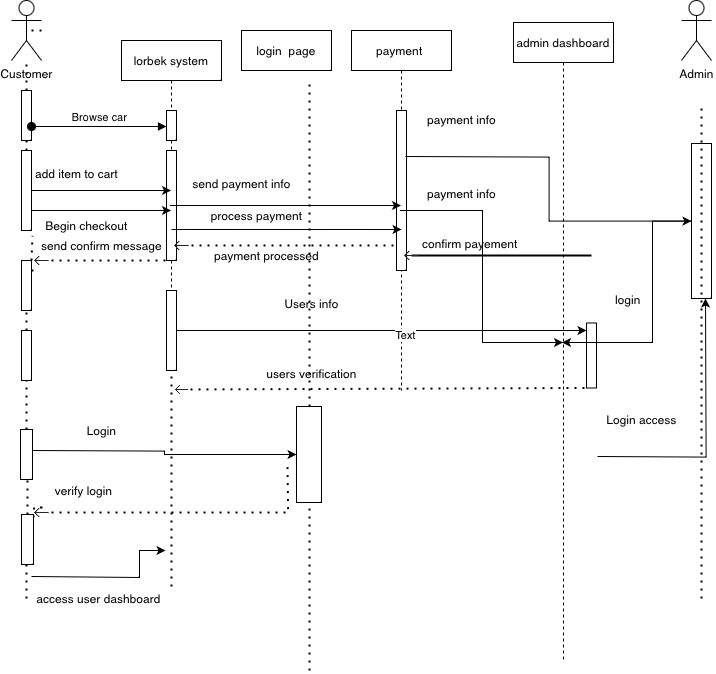 Customer
lorbek system
login page
payment
admin dashboard
Admin
Browse car
payment info
add item to cart
send payment info
payment info
process payment
Begin checkout
send confirm message
payment processed
confirm payement
Users info
login
Text
users verification
Login access
Login
verify login
access user dashboard